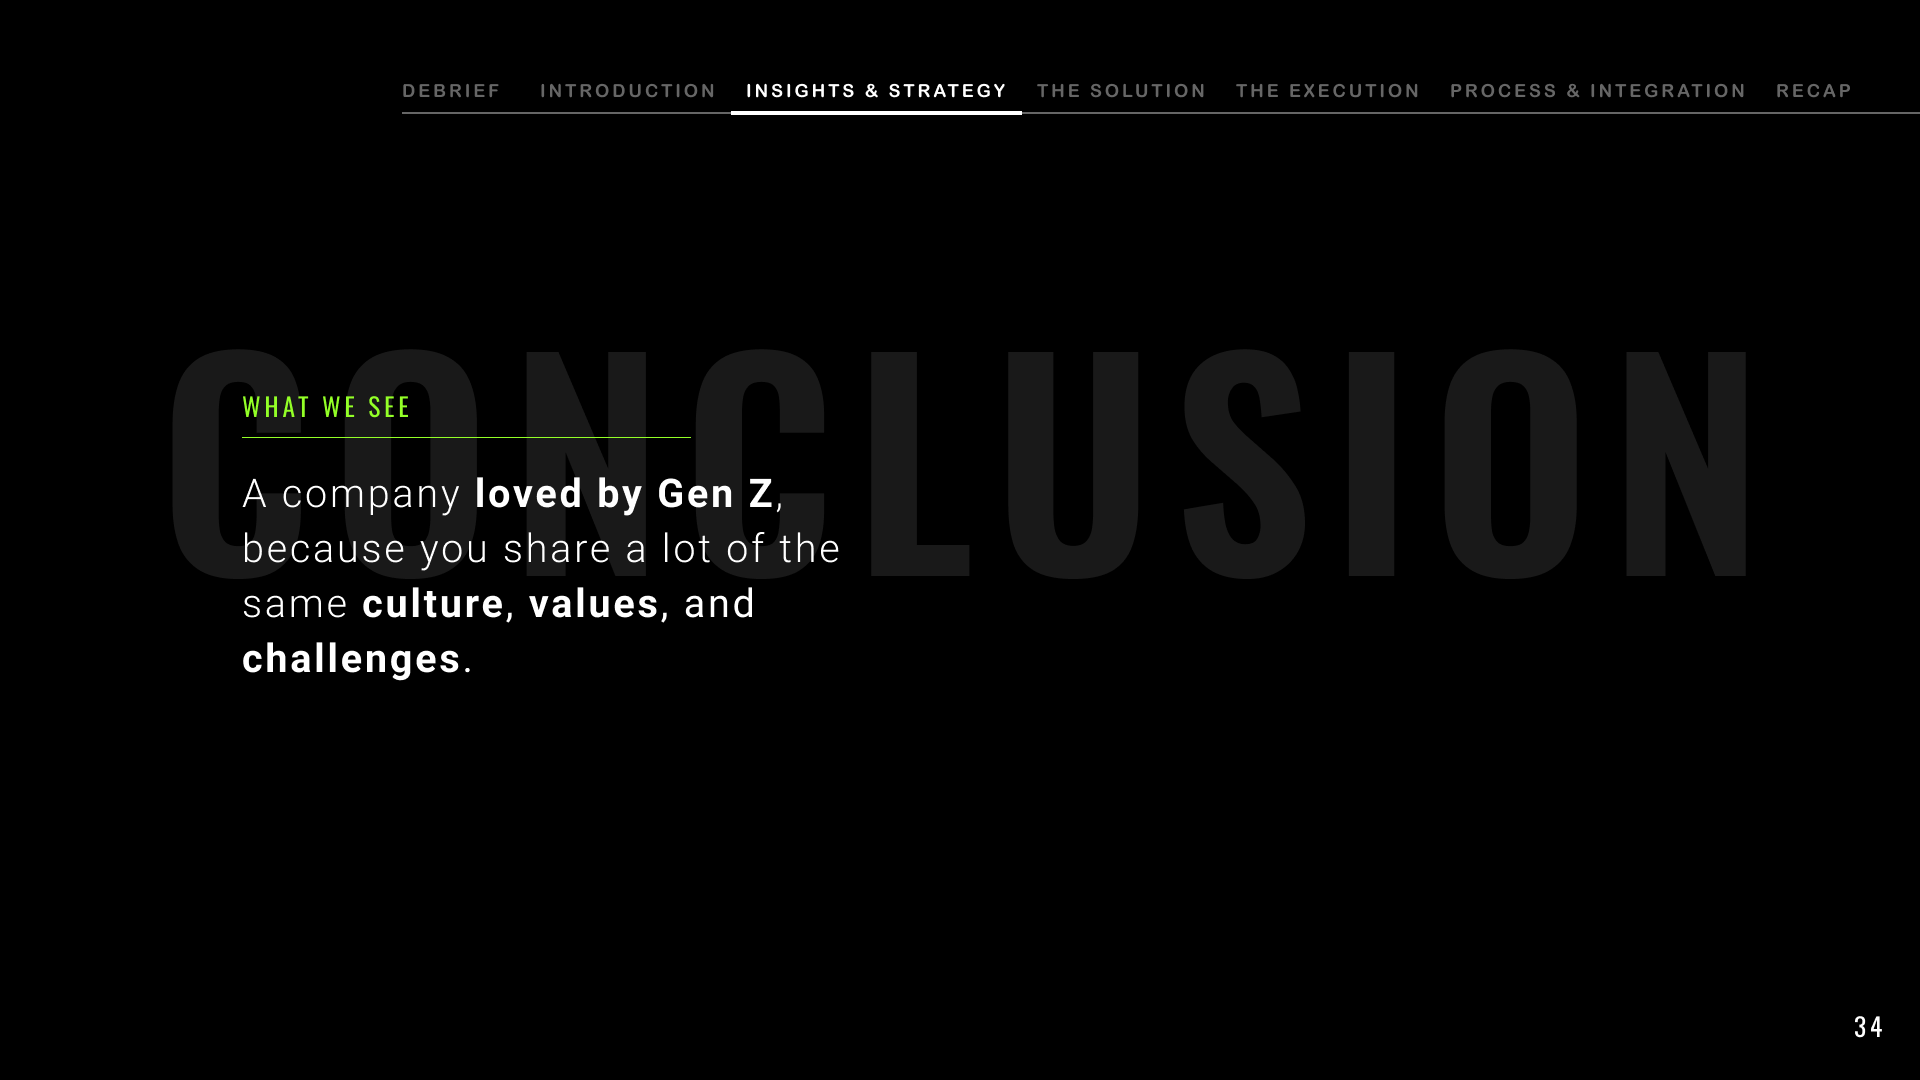 DEBRIEF INTRODUCTION INSIGHTS & STRATEGY THE SOLUTION THE EXECUTION PROCESS & INTEGRATION RECAP
CONCLUSION
WHAT WE SEE
A company loved by Gen Z,
because you share a lot of the
same culture, values, and
challenges.
34